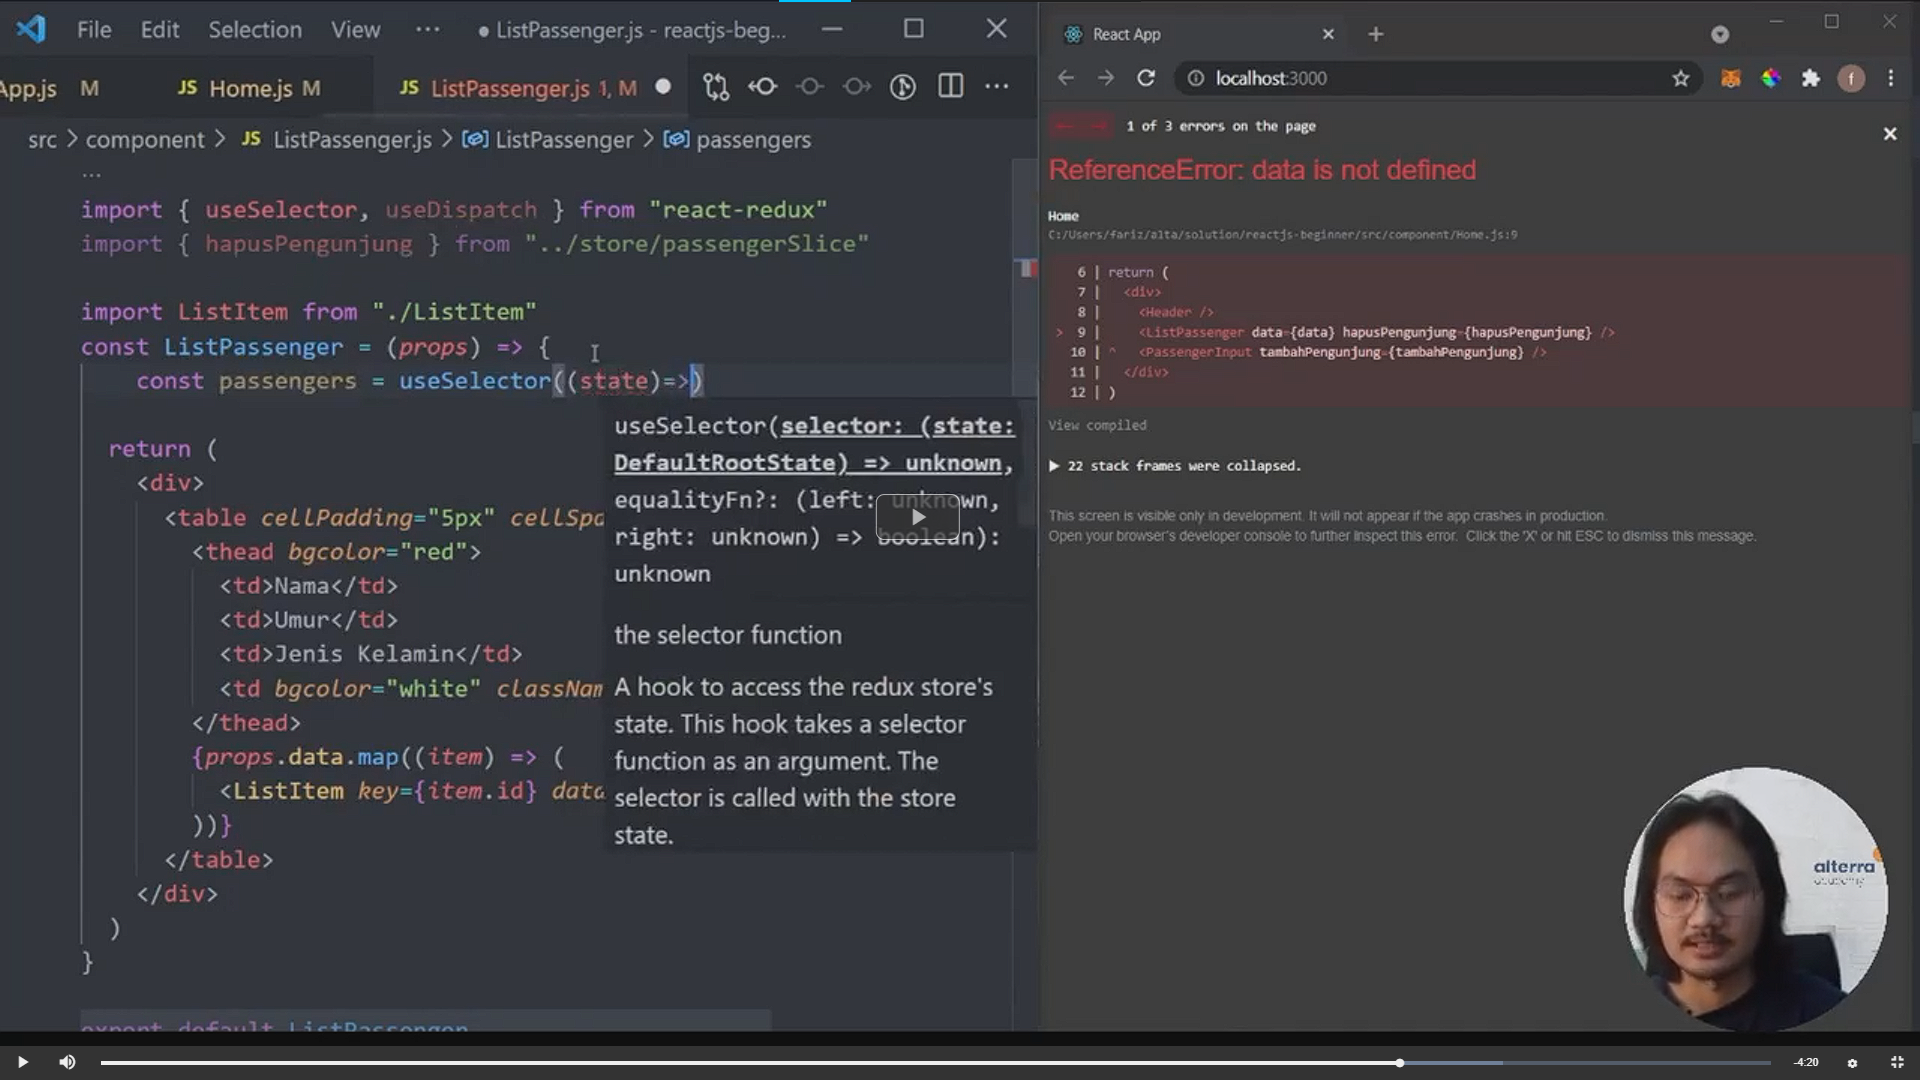 File Edit Selection View ··· ● ListPassenger.js - reactjs-beg...
App.js M JS Home.js M JS ListPassenger.js 1, M
src > component > JS ListPassenger.js > ListPassenger > passengers
...
import { useSelector, useDispatch } from "react-redux"
import { hapusPengunjung } from "../store/passengerSlice"
import ListItem from "./ListItem"
const ListPassenger = (props) => {
const passengers = useSelector((state)=>)
return (
<div>
<table cellPadding="5px" cellSpa
<thead bgcolor="red">
<td>Nama</td>
<td>Umur</td>
<td>Jenis Kelamin</td>
<td bgcolor="white" classNam
</thead>
{props.data.map((item) => (
<ListItem key={item.id} data
))}
</table>
</div>
)
}
export default ListPassenger
useSelector(selector: (state:
DefaultRootState) => unknown,
equalityFn?: (left: unknown,
right: unknown) => boolean):
unknown
the selector function
A hook to access the redux store's
state. This hook takes a selector
function as an argument. The
selector is called with the store
state.
React App
localhost:3000
f
1 of 3 errors on the page
ReferenceError: data is not defined
Home
C:/Users/fariz/alta/solution/reactjs-beginner/src/component/Home.js:9
6 | return (
7 | <div>
8 | <Header />
> 9 | <ListPassenger data={data} hapusPengunjung={hapusPengunjung} />
10 | ^ <PassengerInput tambahPengunjung={tambahPengunjung} />
11 | </div>
12 | )
View compiled
▶ 22 stack frames were collapsed.
This screen is visible only in development. It will not appear if the app crashes in production.
Open your browser's developer console to further inspect this error. Click the 'X' or hit ESC to dismiss this message.
alterra
academy
-4:20